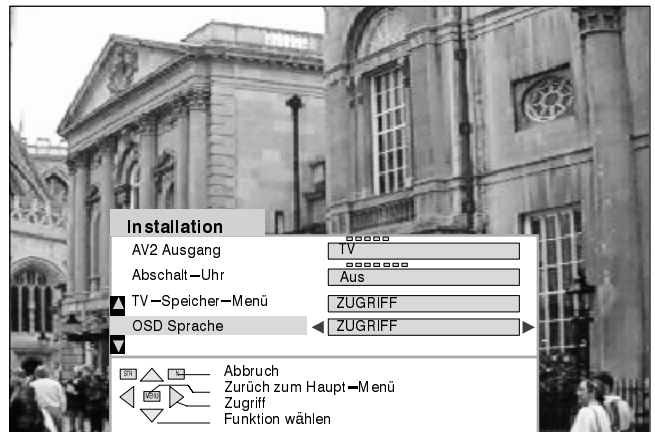 Installation
AV2 Ausgang TV
Abschalt-Uhr Aus
TV-Speicher-Menü ZUGRIFF
OSD Sprache ZUGRIFF
STR Abbruch
MENU Zurüch zum Haupt-Menü
Zugriff
Funktion wählen